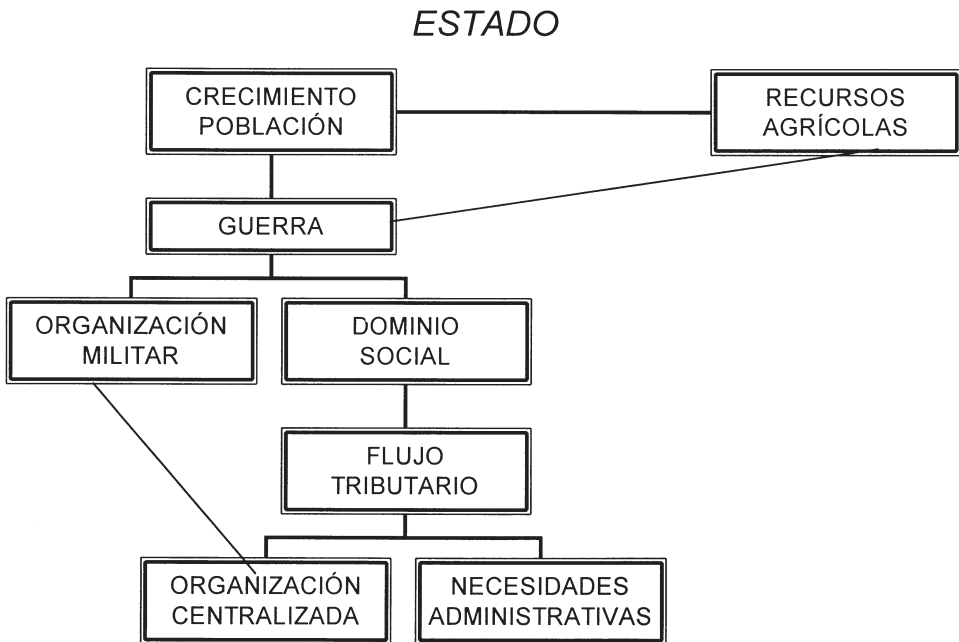 ESTADO
CRECIMIENTO
POBLACIÓN
RECURSOS
AGRÍCOLAS
GUERRA
ORGANIZACIÓN
MILITAR
DOMINIO
SOCIAL
FLUJO
TRIBUTARIO
ORGANIZACIÓN
CENTRALIZADA
NECESIDADES
ADMINISTRATIVAS